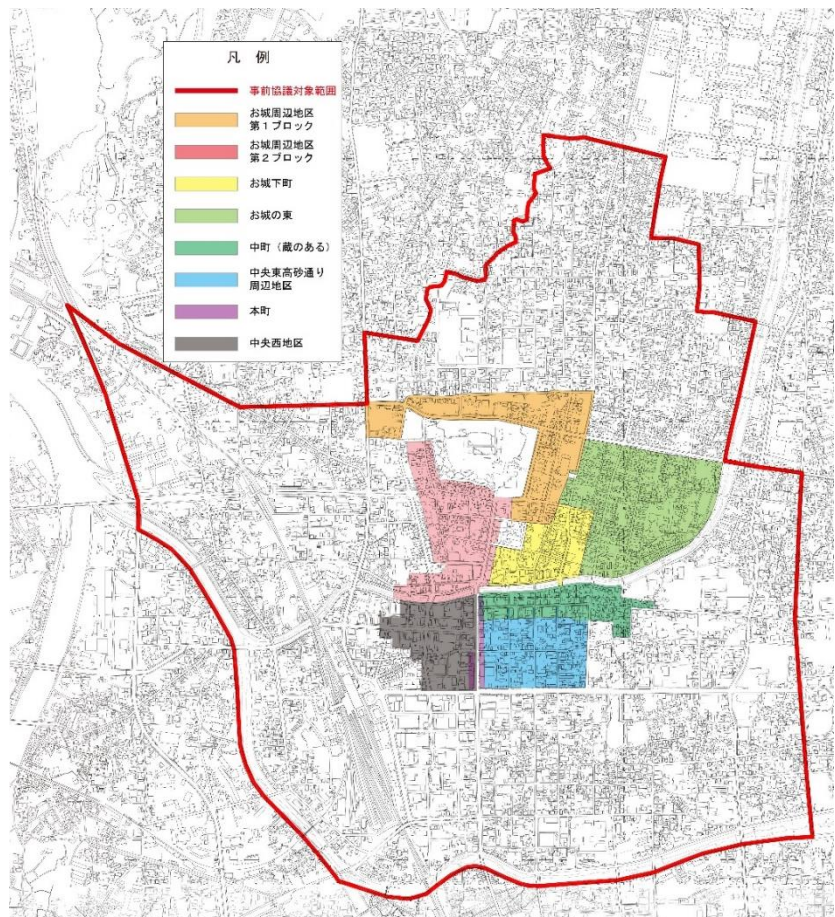 凡 例
事前協議対象範囲
お城周辺地区
第1ブロック
お城周辺地区
第2ブロック
お城下町
お城の東
中町（蔵のある）
中央東高砂通り
周辺地区
本町
中央西地区